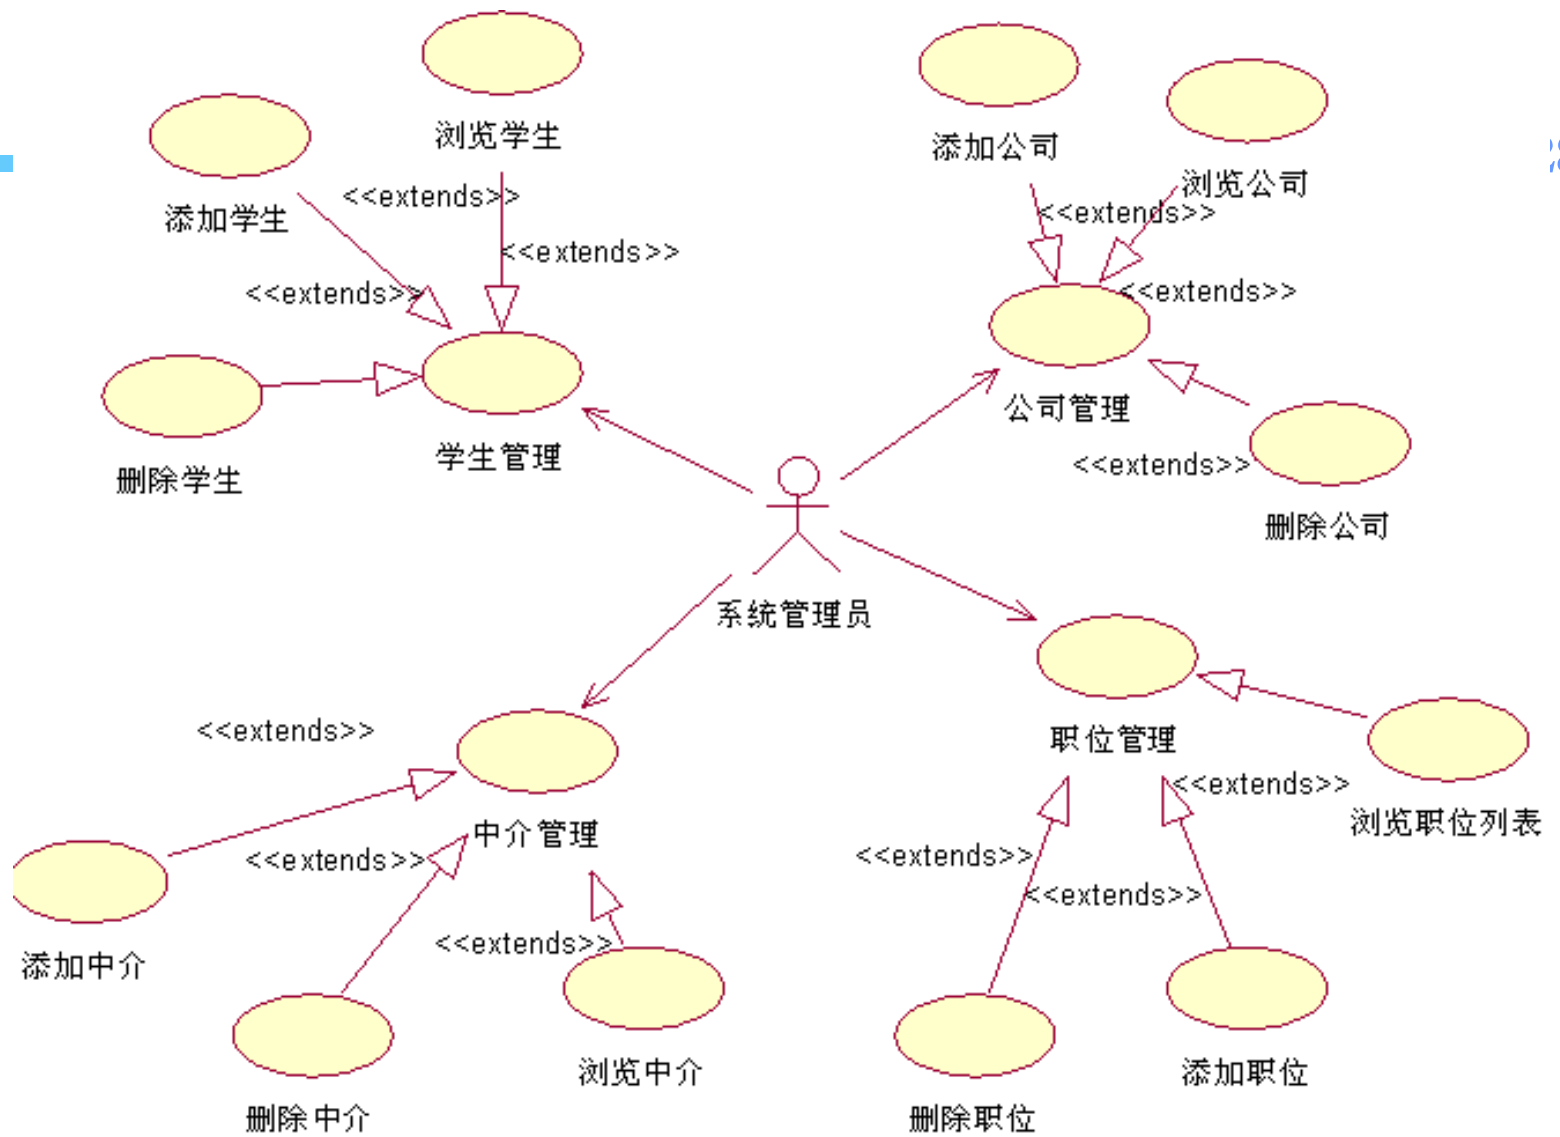 浏览学生
添加公司
浏览公司
添加学生
<<extends>>
<<extends>>
<<extends>>
<<extends>>
<<extends>>
公司管理
学生管理
<<extends>>
删除学生
删除公司
系统管理员
<<extends>>
职位管理
<<extends>>
浏览职位列表
中介管理
<<extends>>
<<extends>>
<<extends>>
<<extends>>
添加中介
浏览中介
添加职位
删除中介
删除职位